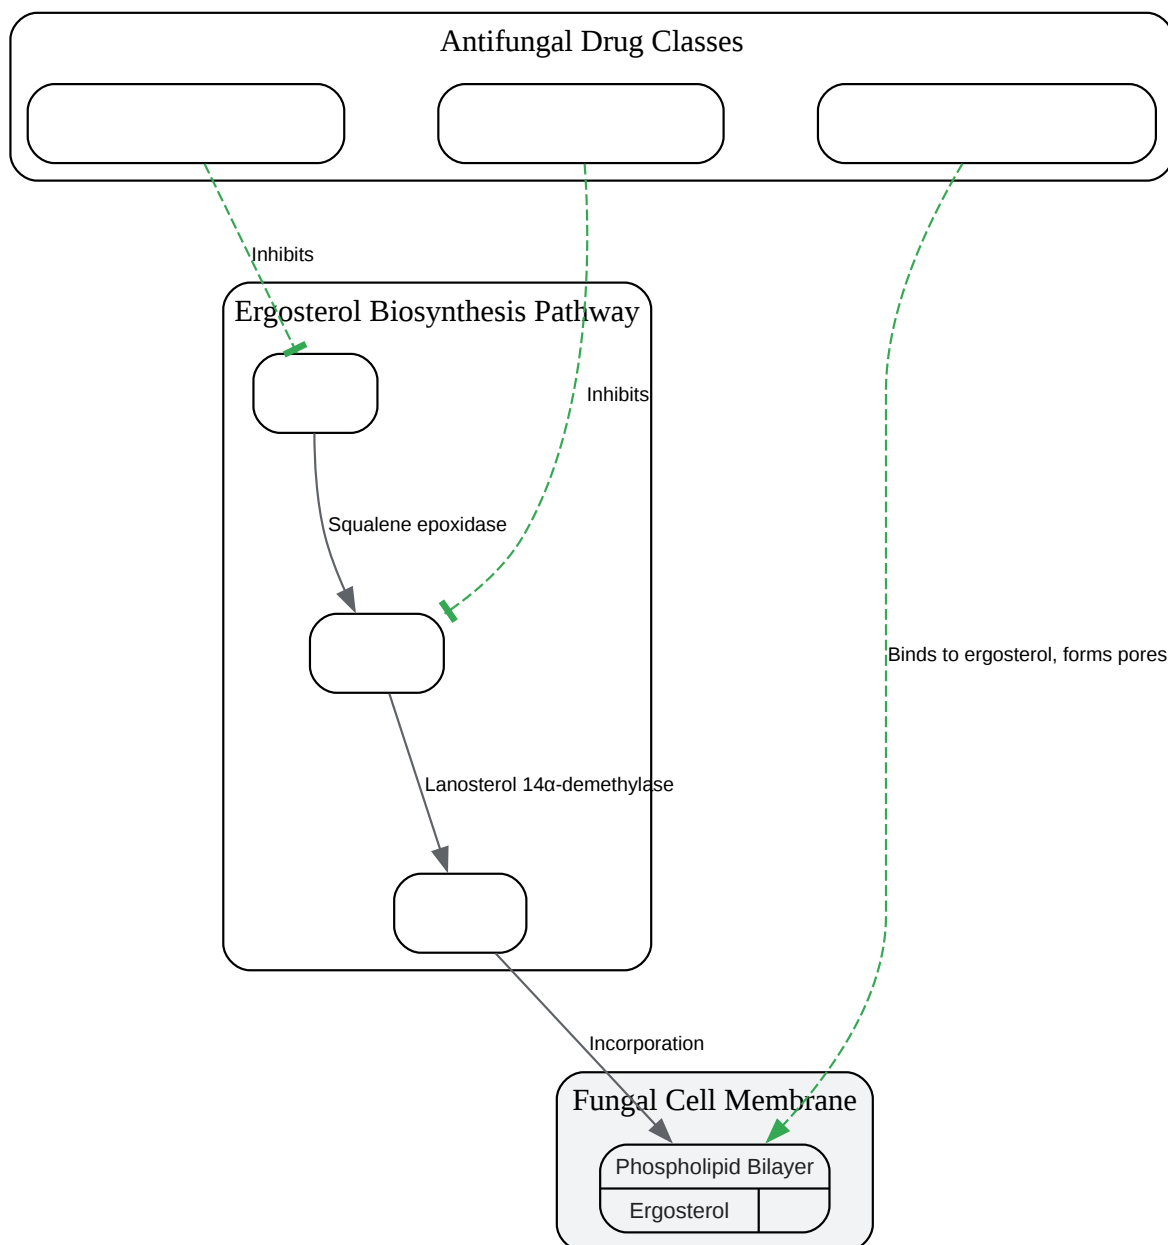 Antifungal Drug Classes
Inhibits
Ergosterol Biosynthesis Pathway
Inhibits
Squalene epoxidase
Binds to ergosterol, forms pores
Lanosterol 14α-demethylase
Incorporation
Fungal Cell Membrane
Phospholipid Bilayer
Ergosterol